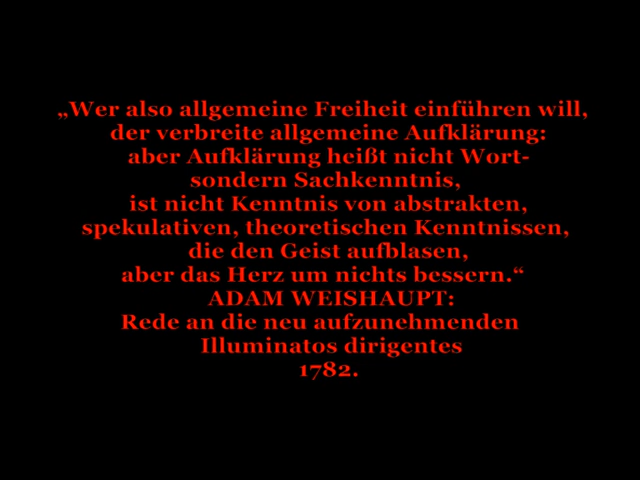 „Wer also allgemeine Freiheit einführen will,
der verbreite allgemeine Aufklärung:
aber Aufklärung heißt nicht Wort-
sondern Sachkenntnis,
ist nicht Kenntnis von abstrakten,
spekulativen, theoretischen Kenntnissen,
die den Geist aufblasen,
aber das Herz um nichts bessern.“
ADAM WEISHAUPT:
Rede an die neu aufzunehmenden
Illuminatos dirigentes
1782.